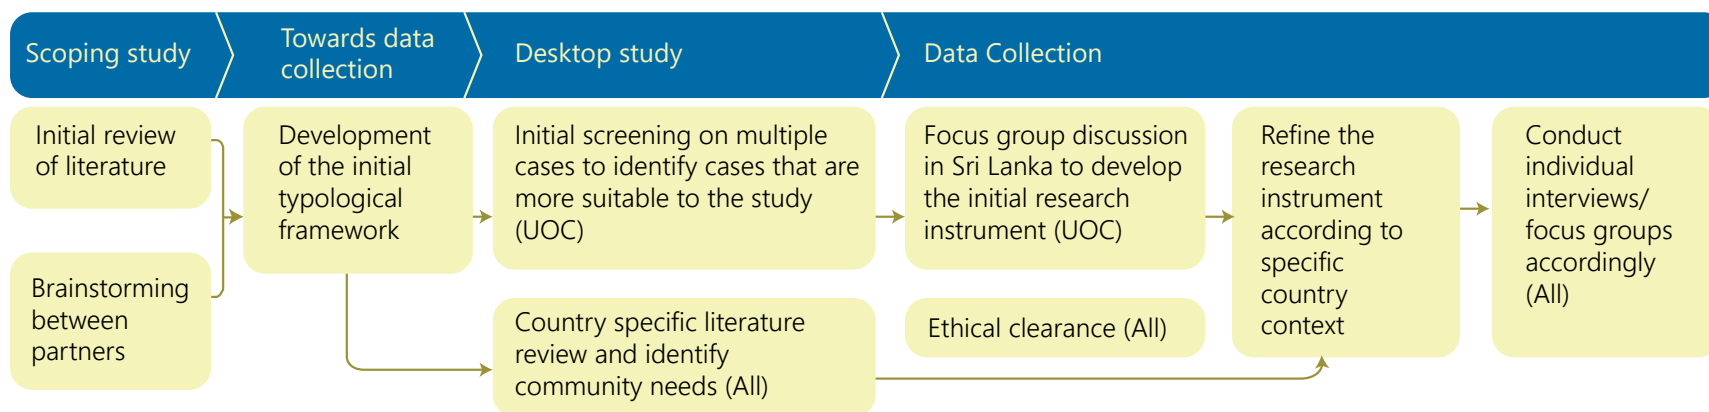 Scoping study
Towards data
collection
Desktop study
Data Collection
Initial review
of literature
Brainstorming
between
partners
Development
of the initial
typological
framework
Initial screening on multiple
cases to identify cases that are
more suitable to the study
(UOC)
Country specific literature
review and identify
community needs (All)
Focus group discussion
in Sri Lanka to develop
the initial research
instrument (UOC)
Ethical clearance (All)
Refine the
research
instrument
according to
specific
country
context
Conduct
individual
interviews/
focus groups
accordingly
(All)